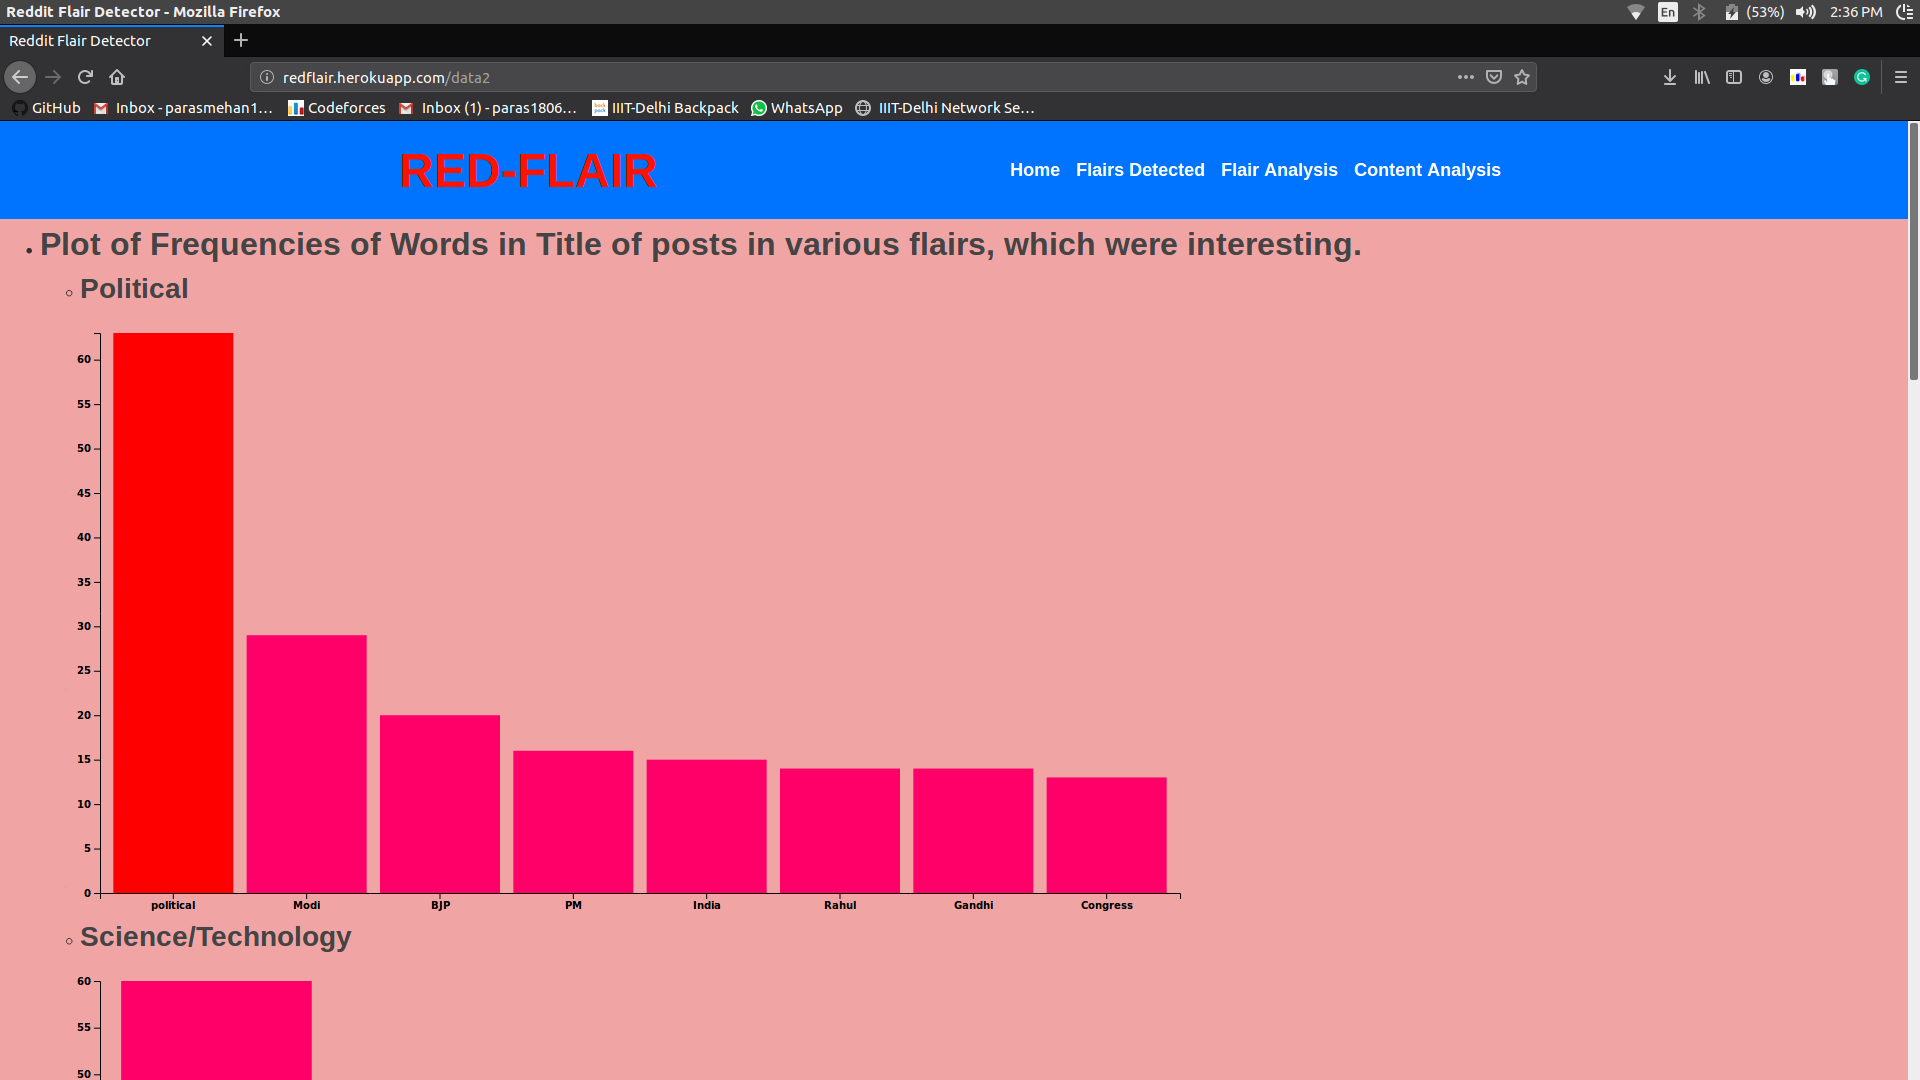 Reddit Flair Detector - Mozilla Firefox
En (53%) 2:36 PM
Reddit Flair Detector
redflair.herokuapp.com/data2
GitHub Inbox - parasmehan1… Codeforces Inbox (1) - paras1806… IIIT-Delhi Backpack WhatsApp IIIT-Delhi Network Se…
RED-FLAIR
Home Flairs Detected Flair Analysis Content Analysis
Plot of Frequencies of Words in Title of posts in various flairs, which were interesting.
Political
60
55
50
45
40
35
30
25
20
15
10
5
0
political Modi BJP PM India Rahul Gandhi Congress
Science/Technology
60
55
50